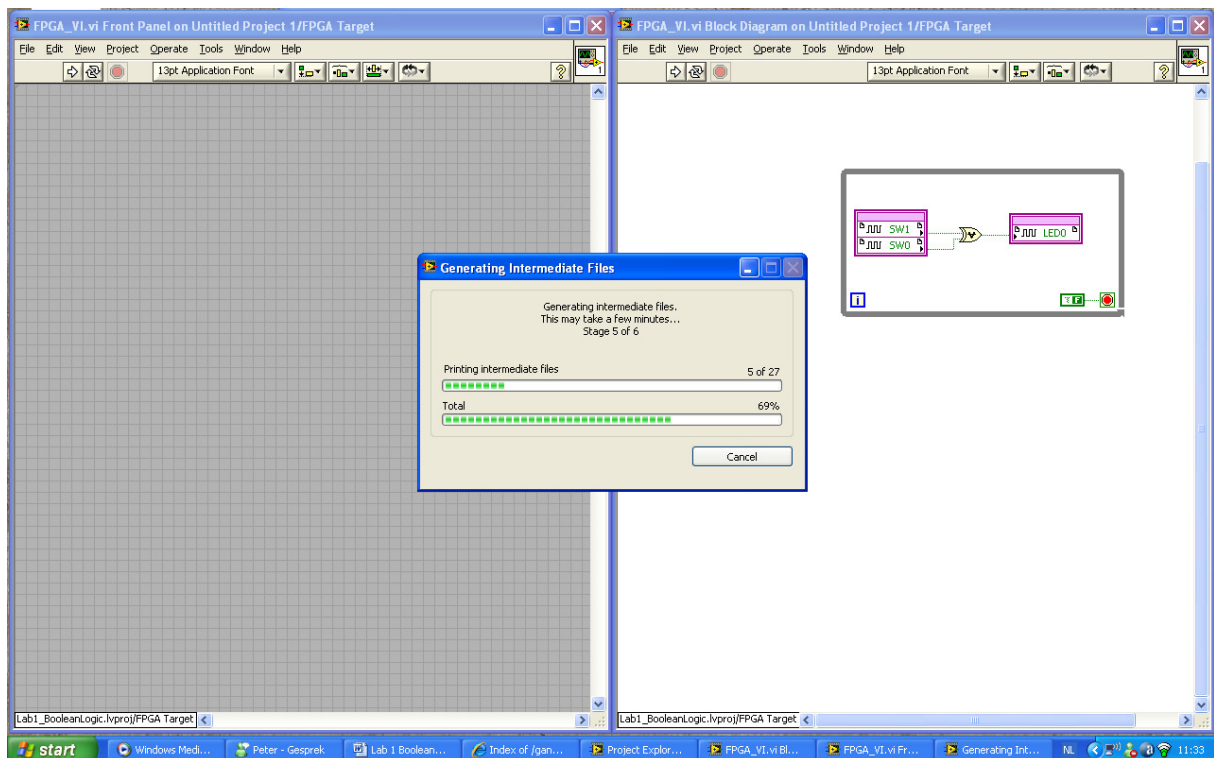 FPGA_VI.vi Front Panel on Untitled Project 1/FPGA Target
File Edit View Project Operate Tools Window Help
13pt Application Font
1
Lab1_BooleanLogic.lvproj/FPGA Target
FPGA_VI.vi Block Diagram on Untitled Project 1/FPGA Target
File Edit View Project Operate Tools Window Help
13pt Application Font
1
SW1
SW0
LED0
i
F
Lab1_BooleanLogic.lvproj/FPGA Target
Generating Intermediate Files
Generating intermediate files.
This may take a few minutes...
Stage 5 of 6
Printing intermediate files 5 of 27
Total 69%
Cancel
start Windows Medi... Peter - Gesprek Lab 1 Boolean... Index of /gan... Project Explor... FPGA_VI.vi Bl... FPGA_VI.vi Fr... Generating Int... NL 11:33